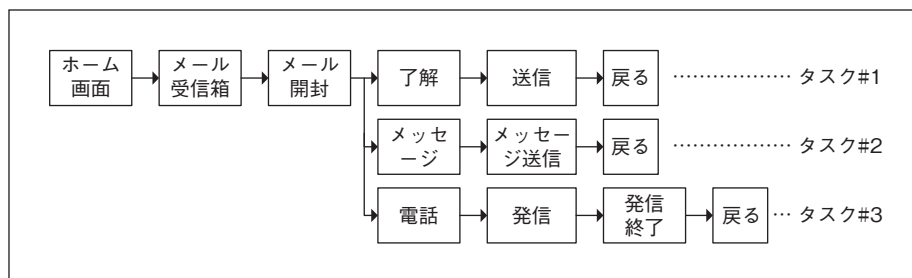 ホーム
画面
メール
受信箱
メール
開封
了解
送信
戻る
……………… タスク#1
メッセ
ージ
メッセー
ジ送信
戻る
……………… タスク#2
電話
発信
発信
終了
戻る
… タスク#3